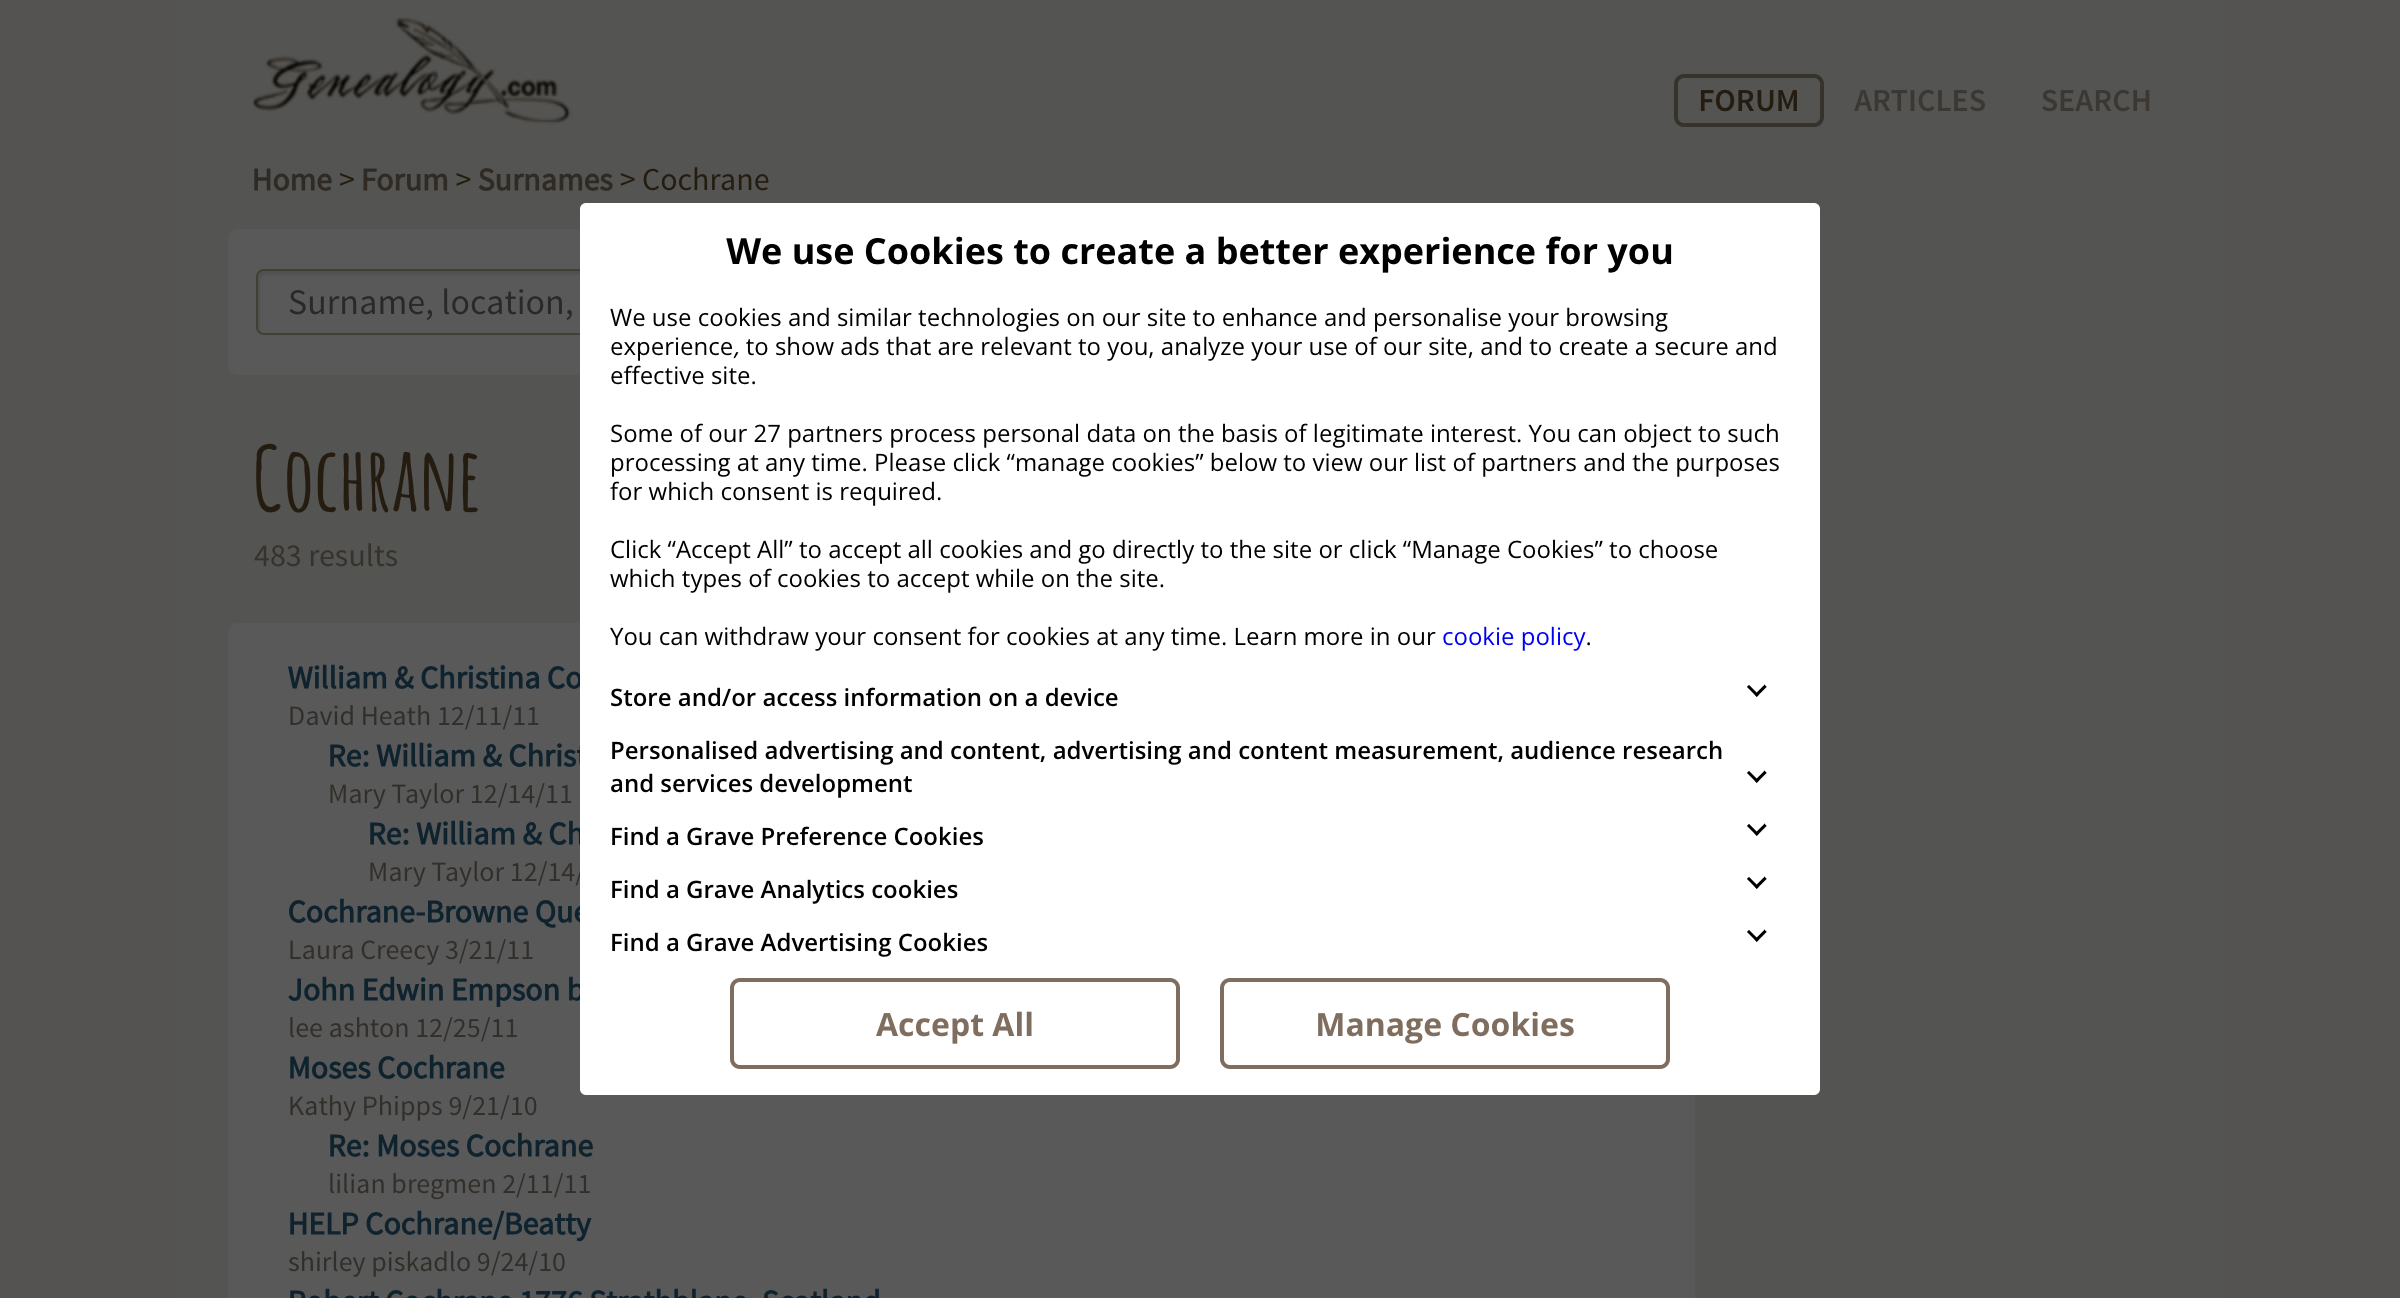 Genealogy.com
FORUM
ARTICLES
SEARCH
Home > Forum > Surnames > Cochrane
Surname, location,
Cochrane
483 results
William & Christina Co
David Heath 12/11/11
Re: William & Christ
Mary Taylor 12/14/11
Re: William & Ch
Mary Taylor 12/14/
Cochrane-Browne Que
Laura Creecy 3/21/11
John Edwin Empson b
lee ashton 12/25/11
Moses Cochrane
Kathy Phipps 9/21/10
Re: Moses Cochrane
lilian bregmen 2/11/11
HELP Cochrane/Beatty
shirley piskadlo 9/24/10
Robert Cochrane 1776 Strathblane, Scotland
We use Cookies to create a better experience for you
We use cookies and similar technologies on our site to enhance and personalise your browsing
experience, to show ads that are relevant to you, analyze your use of our site, and to create a secure and
effective site.
Some of our 27 partners process personal data on the basis of legitimate interest. You can object to such
processing at any time. Please click “manage cookies” below to view our list of partners and the purposes
for which consent is required.
Click “Accept All” to accept all cookies and go directly to the site or click “Manage Cookies” to choose
which types of cookies to accept while on the site.
You can withdraw your consent for cookies at any time. Learn more in our cookie policy.
Store and/or access information on a device
Personalised advertising and content, advertising and content measurement, audience research
and services development
Find a Grave Preference Cookies
Find a Grave Analytics cookies
Find a Grave Advertising Cookies
Accept All
Manage Cookies